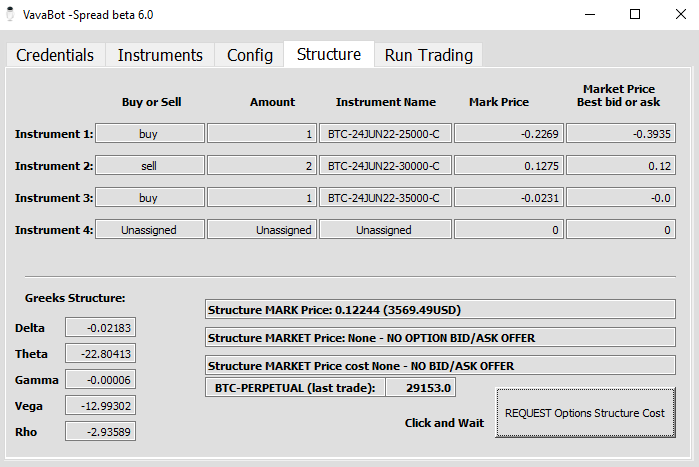 VavaBot -Spread beta 6.0
Credentials Instruments Config Structure Run Trading
Market Price
Buy or Sell Amount Instrument Name Mark Price Best bid or ask
Instrument 1: buy 1 BTC-24JUN22-25000-C -0.2269 -0.3935
Instrument 2: sell 2 BTC-24JUN22-30000-C 0.1275 0.12
Instrument 3: buy 1 BTC-24JUN22-35000-C -0.0231 -0.0
Instrument 4: Unassigned Unassigned Unassigned 0 0
Greeks Structure:
Delta -0.02183
Theta -22.80413
Gamma -0.00006
Vega -12.99302
Rho -2.93589
Structure MARK Price: 0.12244 (3569.49USD)
Structure MARKET Price: None - NO OPTION BID/ASK OFFER
Structure MARKET Price cost None - NO BID/ASK OFFER
BTC-PERPETUAL (last trade): 29153.0
Click and Wait REQUEST Options Structure Cost